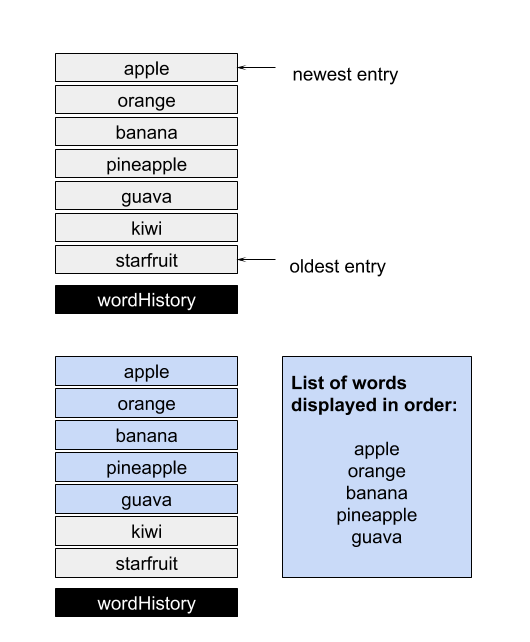 apple
newest entry
orange
banana
pineapple
guava
kiwi
starfruit
oldest entry
wordHistory
apple
orange
banana
pineapple
guava
kiwi
starfruit
wordHistory
List of words
displayed in order:
apple
orange
banana
pineapple
guava